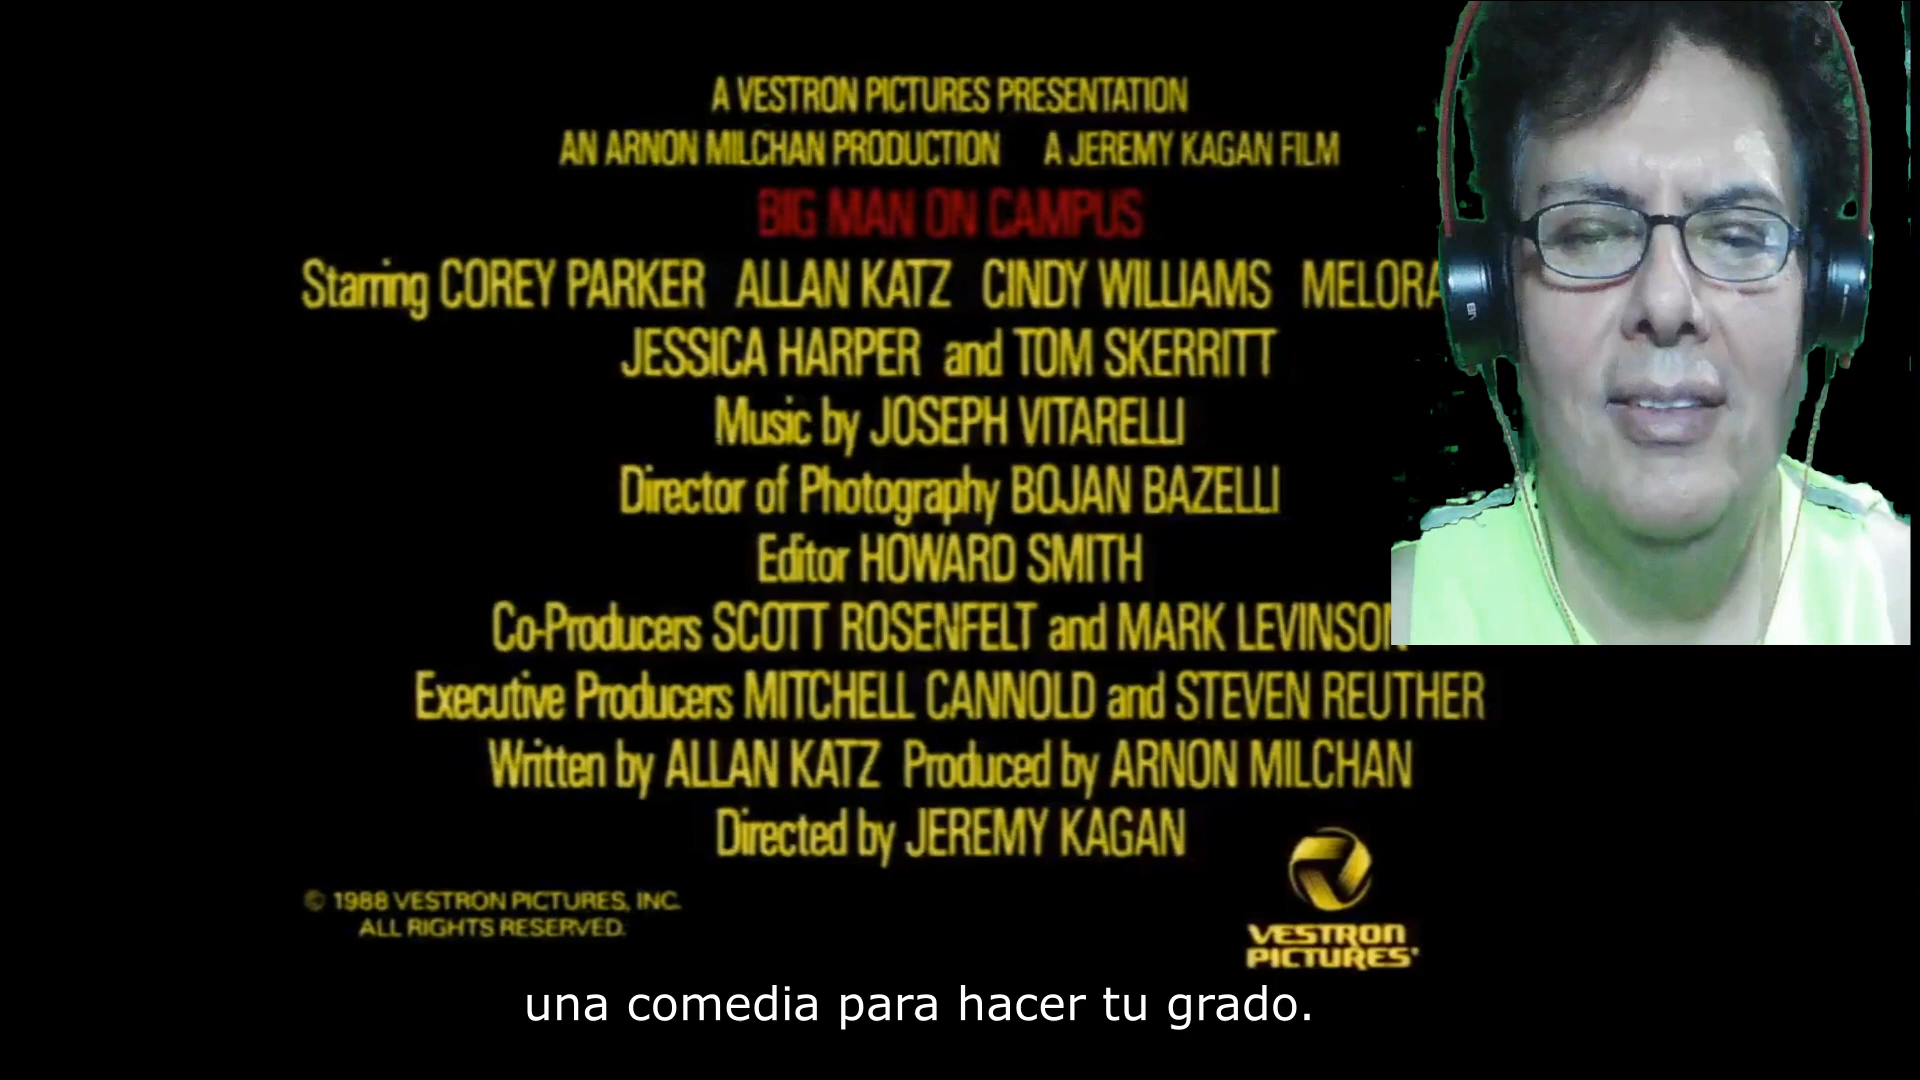 A VESTRON PICTURES PRESENTATION
AN ARNON MILCHAN PRODUCTION A JEREMY KAGAN FILM
BIG MAN ON CAMPUS
Starring COREY PARKER ALLAN KATZ CINDY WILLIAMS MELORA
JESSICA HARPER and TOM SKERRITT
Music by JOSEPH VITARELLI
Director of Photography BOJAN BAZELLI
Editor HOWARD SMITH
Co-Producers SCOTT ROSENFELT and MARK LEVINSON
Executive Producers MITCHELL CANNOLD and STEVEN REUTHER
Written by ALLAN KATZ Produced by ARNON MILCHAN
Directed by JEREMY KAGAN
© 1988 VESTRON PICTURES, INC.
ALL RIGHTS RESERVED.
VESTRON
PICTURES
una comedia para hacer tu grado.